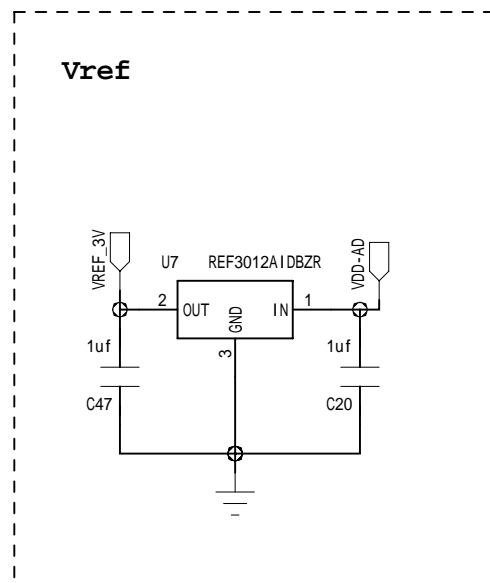 Vref
VREF_3V
VDD-AD
U7 REF3012AIDBZR
2 OUT GND IN 1
3
1uf 1uf
C47 C20